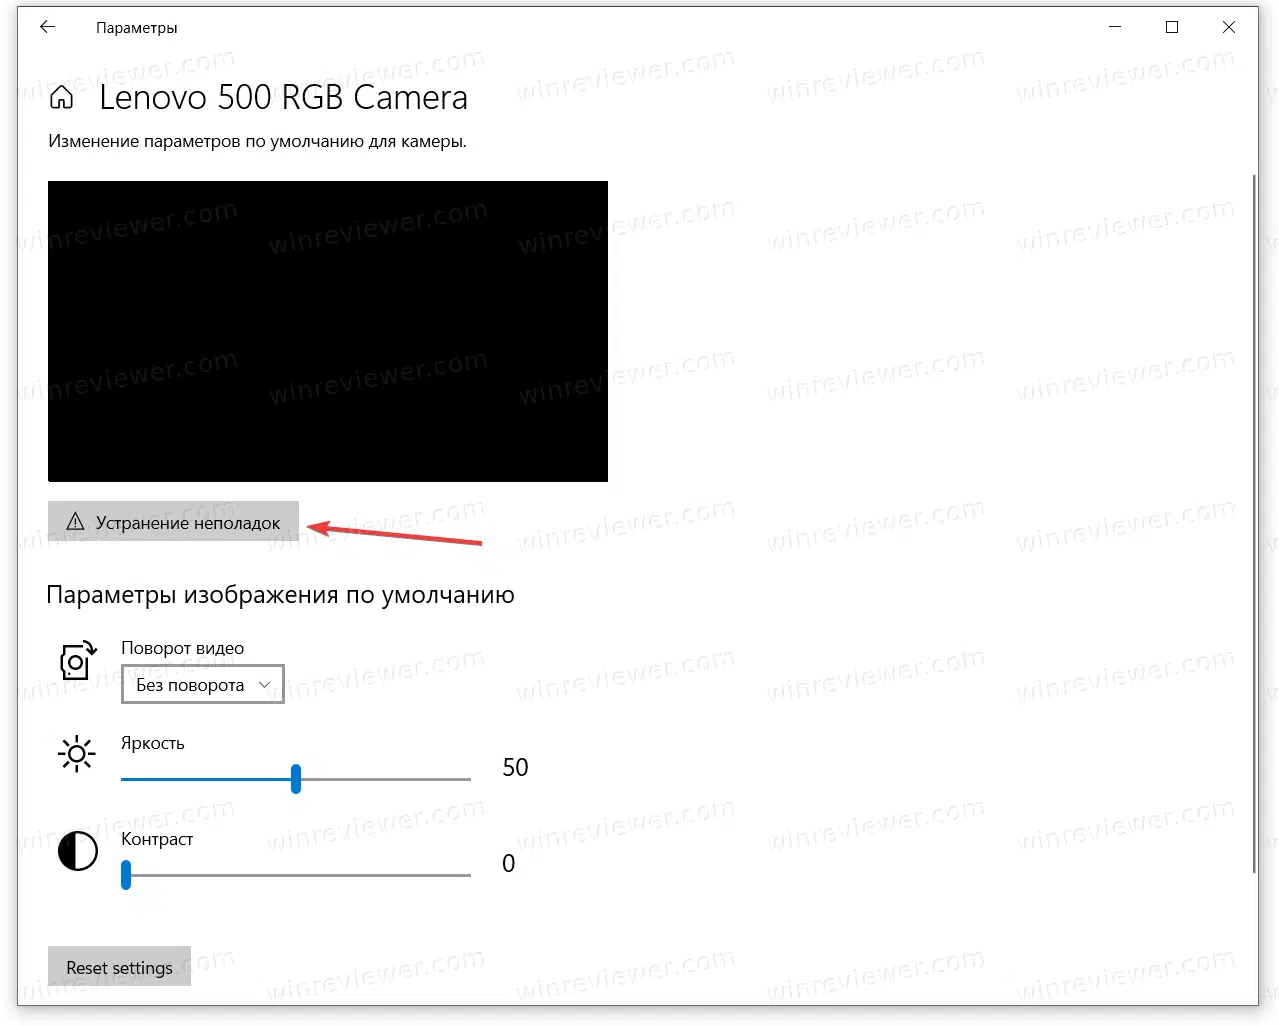 Параметры
Lenovo 500 RGB Camera
Изменение параметров по умолчанию для камеры.
Устранение неполадок
Параметры изображения по умолчанию
Поворот видео
Без поворота
Яркость
50
Контраст
0
Reset settings
winreviewer.com